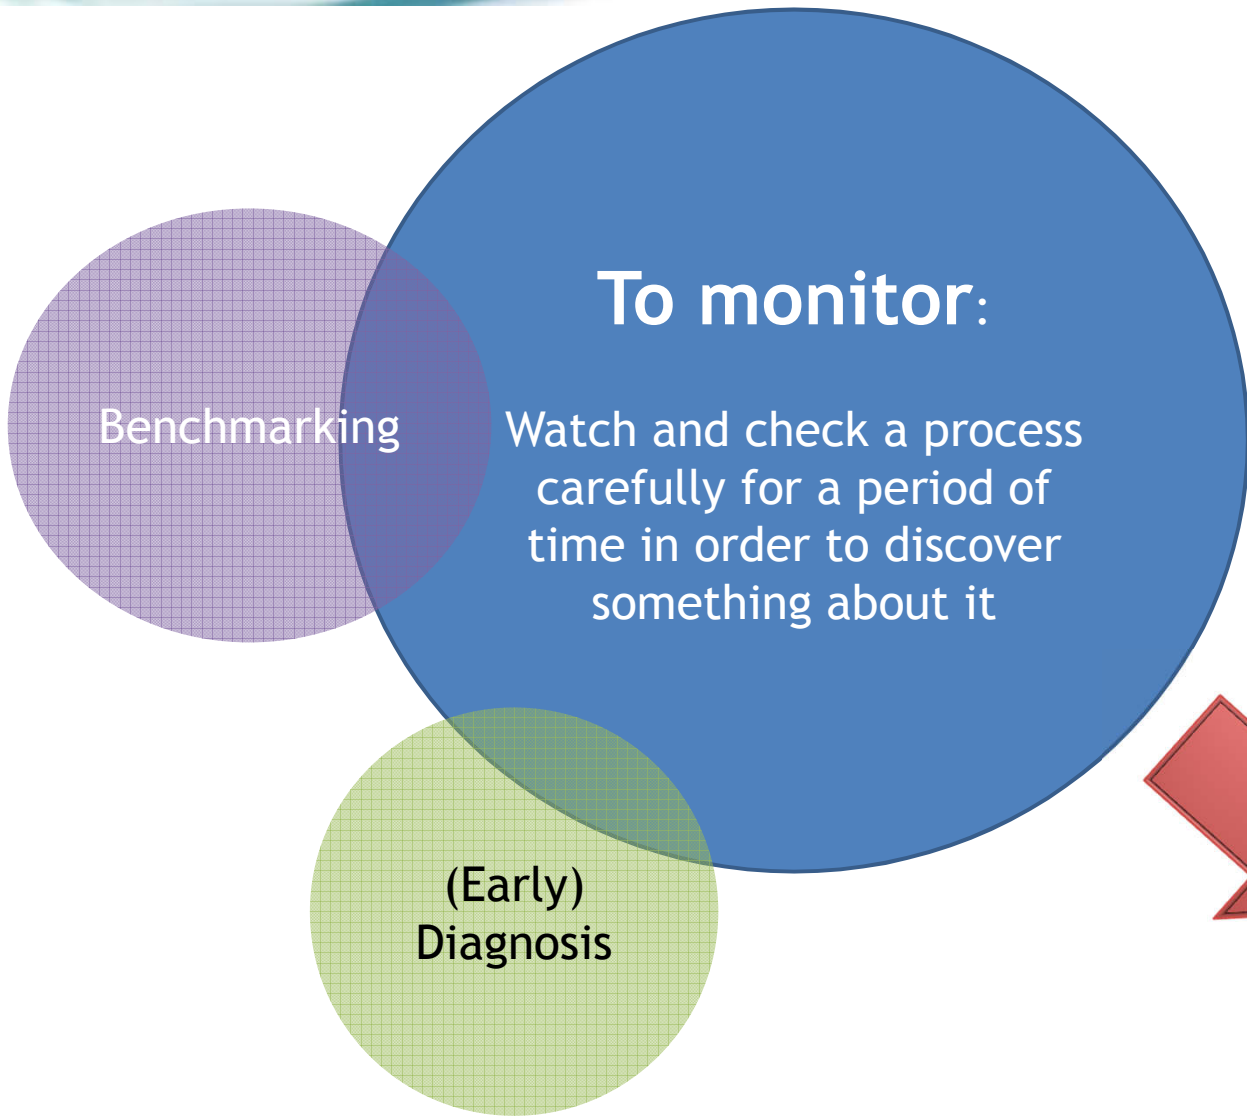 To monitor:
Benchmarking
Watch and check a process
carefully for a period of
time in order to discover
something about it
(Early)
Diagnosis